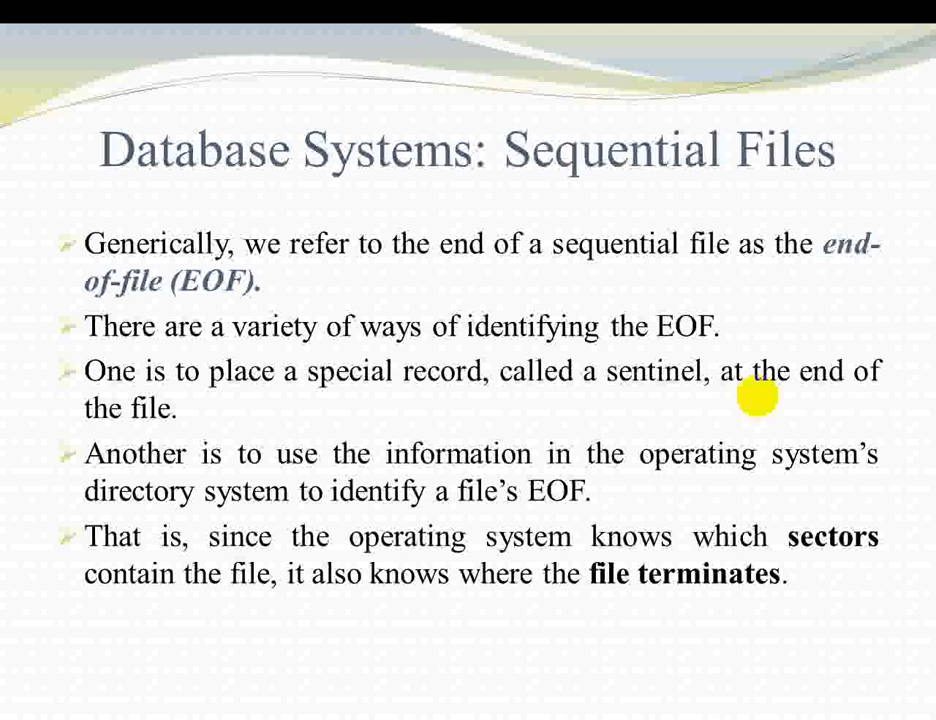 Database Systems: Sequential Files
Generically, we refer to the end of a sequential file as the end-
of-file (EOF).
There are a variety of ways of identifying the EOF.
One is to place a special record, called a sentinel, at the end of
the file.
Another is to use the information in the operating system’s
directory system to identify a file’s EOF.
That is, since the operating system knows which sectors
contain the file, it also knows where the file terminates.